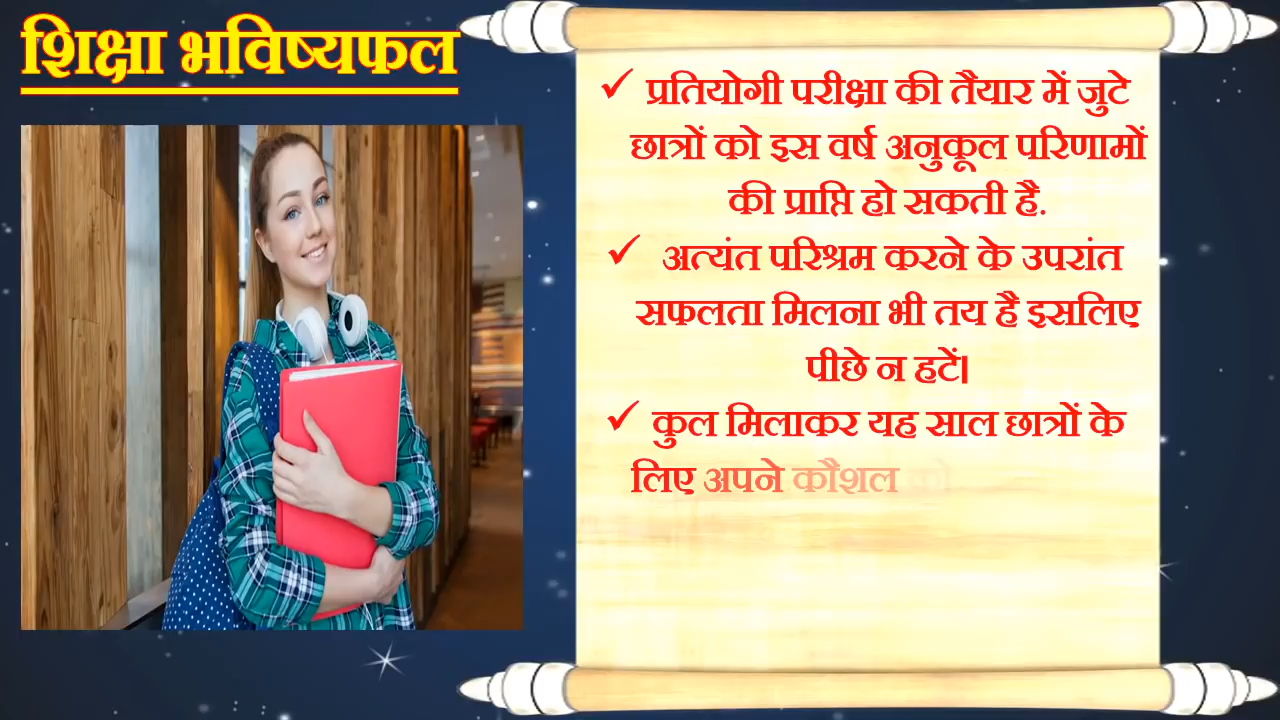 शिक्षा भविष्यफल
प्रतियोगी परीक्षा की तैयार में जुटे
छात्रों को इस वर्ष अनुकूल परिणामों
की प्राप्ति हो सकती है.
अत्यंत परिश्रम करने के उपरांत
सफलता मिलना भी तय है इसलिए
पीछे न हटें।
कुल मिलाकर यह साल छात्रों के
लिए अपने कौशल को